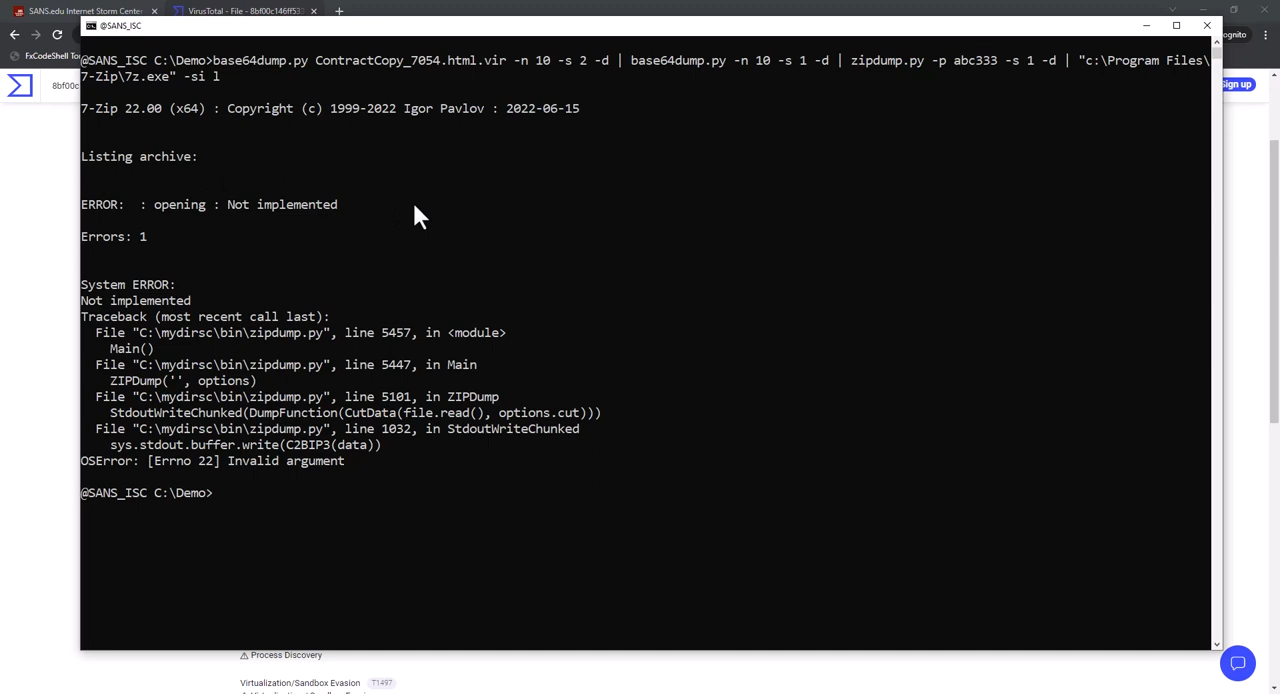 SANS.edu Internet Storm Center
VirusTotal - File - 8bf00c146ff533
@SANS_ISC
ognito
FxCodeShell To
8bf00c
Sign up
@SANS_ISC C:\Demo>base64dump.py ContractCopy_7054.html.vir -n 10 -s 2 -d | base64dump.py -n 10 -s 1 -d | zipdump.py -p abc333 -s 1 -d | "c:\Program Files\
7-Zip\7z.exe" -si l
7-Zip 22.00 (x64) : Copyright (c) 1999-2022 Igor Pavlov : 2022-06-15
Listing archive:
ERROR:  : opening : Not implemented
Errors: 1
System ERROR:
Not implemented
Traceback (most recent call last):
  File "C:\mydirsc\bin\zipdump.py", line 5457, in <module>
    Main()
  File "C:\mydirsc\bin\zipdump.py", line 5447, in Main
    ZIPDump('', options)
  File "C:\mydirsc\bin\zipdump.py", line 5101, in ZIPDump
    StdoutWriteChunked(DumpFunction(CutData(file.read(), options.cut)))
  File "C:\mydirsc\bin\zipdump.py", line 1032, in StdoutWriteChunked
    sys.stdout.buffer.write(C2BIP3(data))
OSError: [Errno 22] Invalid argument
@SANS_ISC C:\Demo>
Process Discovery
Virtualization/Sandbox Evasion T1497